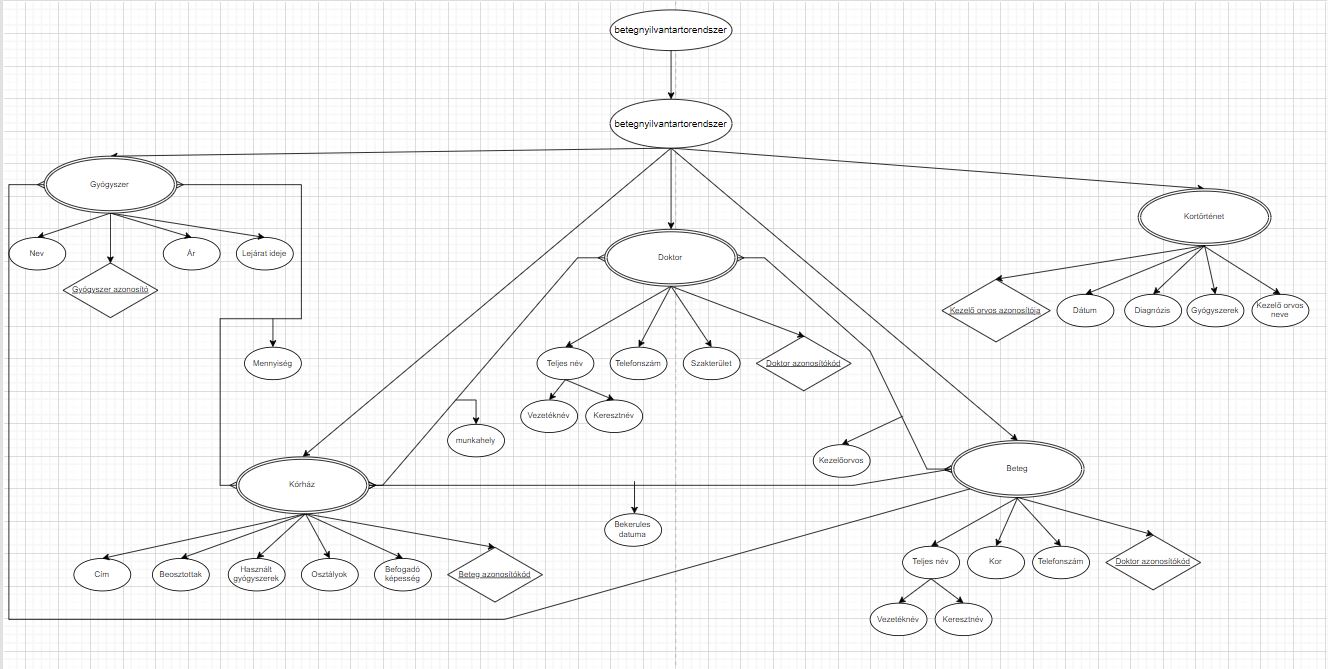 betegnyilvantartorendszer
betegnyilvantartorendszer
Gyógyszer
Kortörténet
Nev
Ár
Lejárat ideje
Doktor
Gyógyszer azonosító
Kezelő orvos azonosítója
Dátum
Diagnózis
Gyógyszerek
Kezelő orvos
neve
Mennyiség
Teljes név
Telefonszám
Szakterület
Doktor azonosítókód
Vezetéknév
Keresztnév
munkahely
Kezelőorvos
Beteg
Kórház
Bekerules
datuma
Cím
Beosztottak
Használt
gyógyszerek
Osztályok
Befogadó
képesség
Beteg azonosítókód
Teljes név
Kor
Telefonszám
Doktor azonosítókód
Vezetéknév
Keresztnév